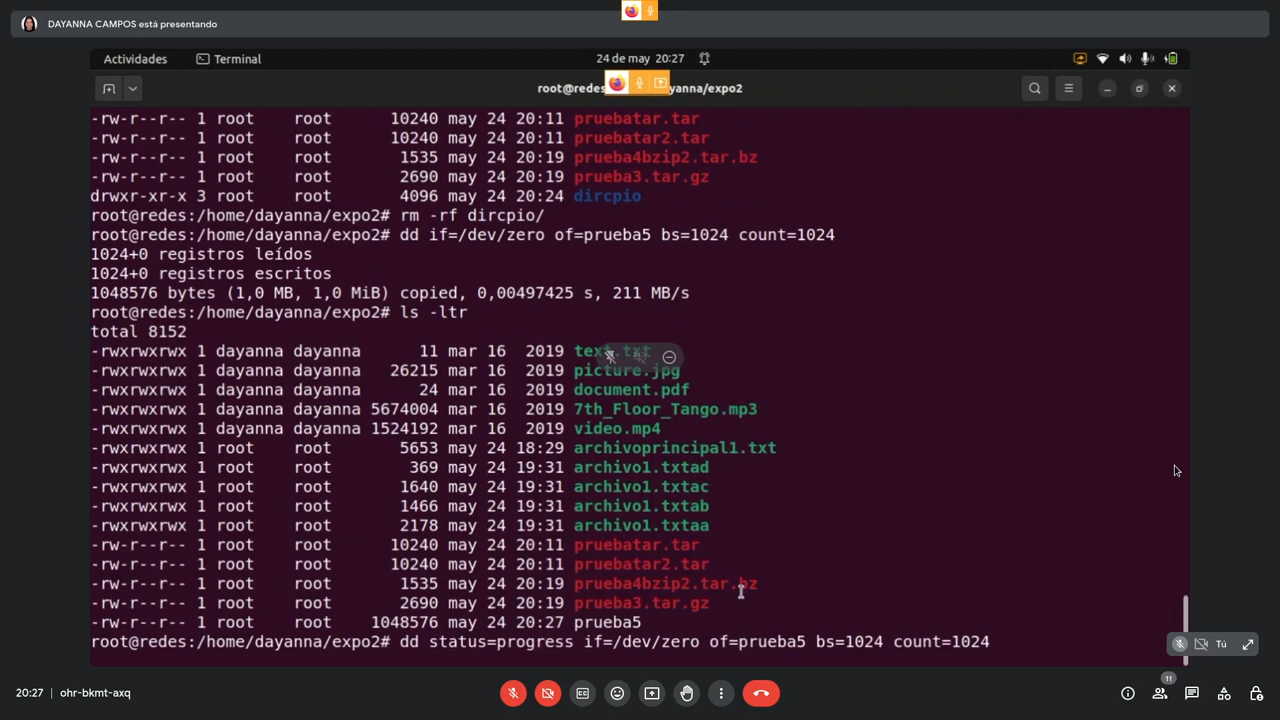 DAYANNA CAMPOS está presentando
Actividades
Terminal
24 de may 20:27
root@redes yanna/expo2
-rw-r--r-- 1 root root 10240 may 24 20:11 pruebatar.tar
-rw-r--r-- 1 root root 10240 may 24 20:11 pruebatar2.tar
-rw-r--r-- 1 root root 1535 may 24 20:19 prueba4bzip2.tar.bz
-rw-r--r-- 1 root root 2690 may 24 20:19 prueba3.tar.gz
drwxr-xr-x 3 root root 4096 may 24 20:24 dircpio
root@redes:/home/dayanna/expo2# rm -rf dircpio/
root@redes:/home/dayanna/expo2# dd if=/dev/zero of=prueba5 bs=1024 count=1024
1024+0 registros leídos
1024+0 registros escritos
1048576 bytes (1,0 MB, 1,0 MiB) copied, 0,00497425 s, 211 MB/s
root@redes:/home/dayanna/expo2# ls -ltr
total 8152
-rwxrwxrwx 1 dayanna dayanna 11 mar 16 2019 text.txt
-rwxrwxrwx 1 dayanna dayanna 26215 mar 16 2019 picture.jpg
-rwxrwxrwx 1 dayanna dayanna 24 mar 16 2019 document.pdf
-rwxrwxrwx 1 dayanna dayanna 5674004 mar 16 2019 7th_Floor_Tango.mp3
-rwxrwxrwx 1 dayanna dayanna 1524192 mar 16 2019 video.mp4
-rwxrwxrwx 1 root root 5653 may 24 18:29 archivoprincipal1.txt
-rwxrwxrwx 1 root root 369 may 24 19:31 archivo1.txtad
-rwxrwxrwx 1 root root 1640 may 24 19:31 archivo1.txtac
-rwxrwxrwx 1 root root 1466 may 24 19:31 archivo1.txtab
-rwxrwxrwx 1 root root 2178 may 24 19:31 archivo1.txtaa
-rw-r--r-- 1 root root 10240 may 24 20:11 pruebatar.tar
-rw-r--r-- 1 root root 10240 may 24 20:11 pruebatar2.tar
-rw-r--r-- 1 root root 1535 may 24 20:19 prueba4bzip2.tar.bz
-rw-r--r-- 1 root root 2690 may 24 20:19 prueba3.tar.gz
-rw-r--r-- 1 root root 1048576 may 24 20:27 prueba5
root@redes:/home/dayanna/expo2# dd status=progress if=/dev/zero of=prueba5 bs=1024 count=1024
Tú
20:27 ohr-bkmt-axq
11